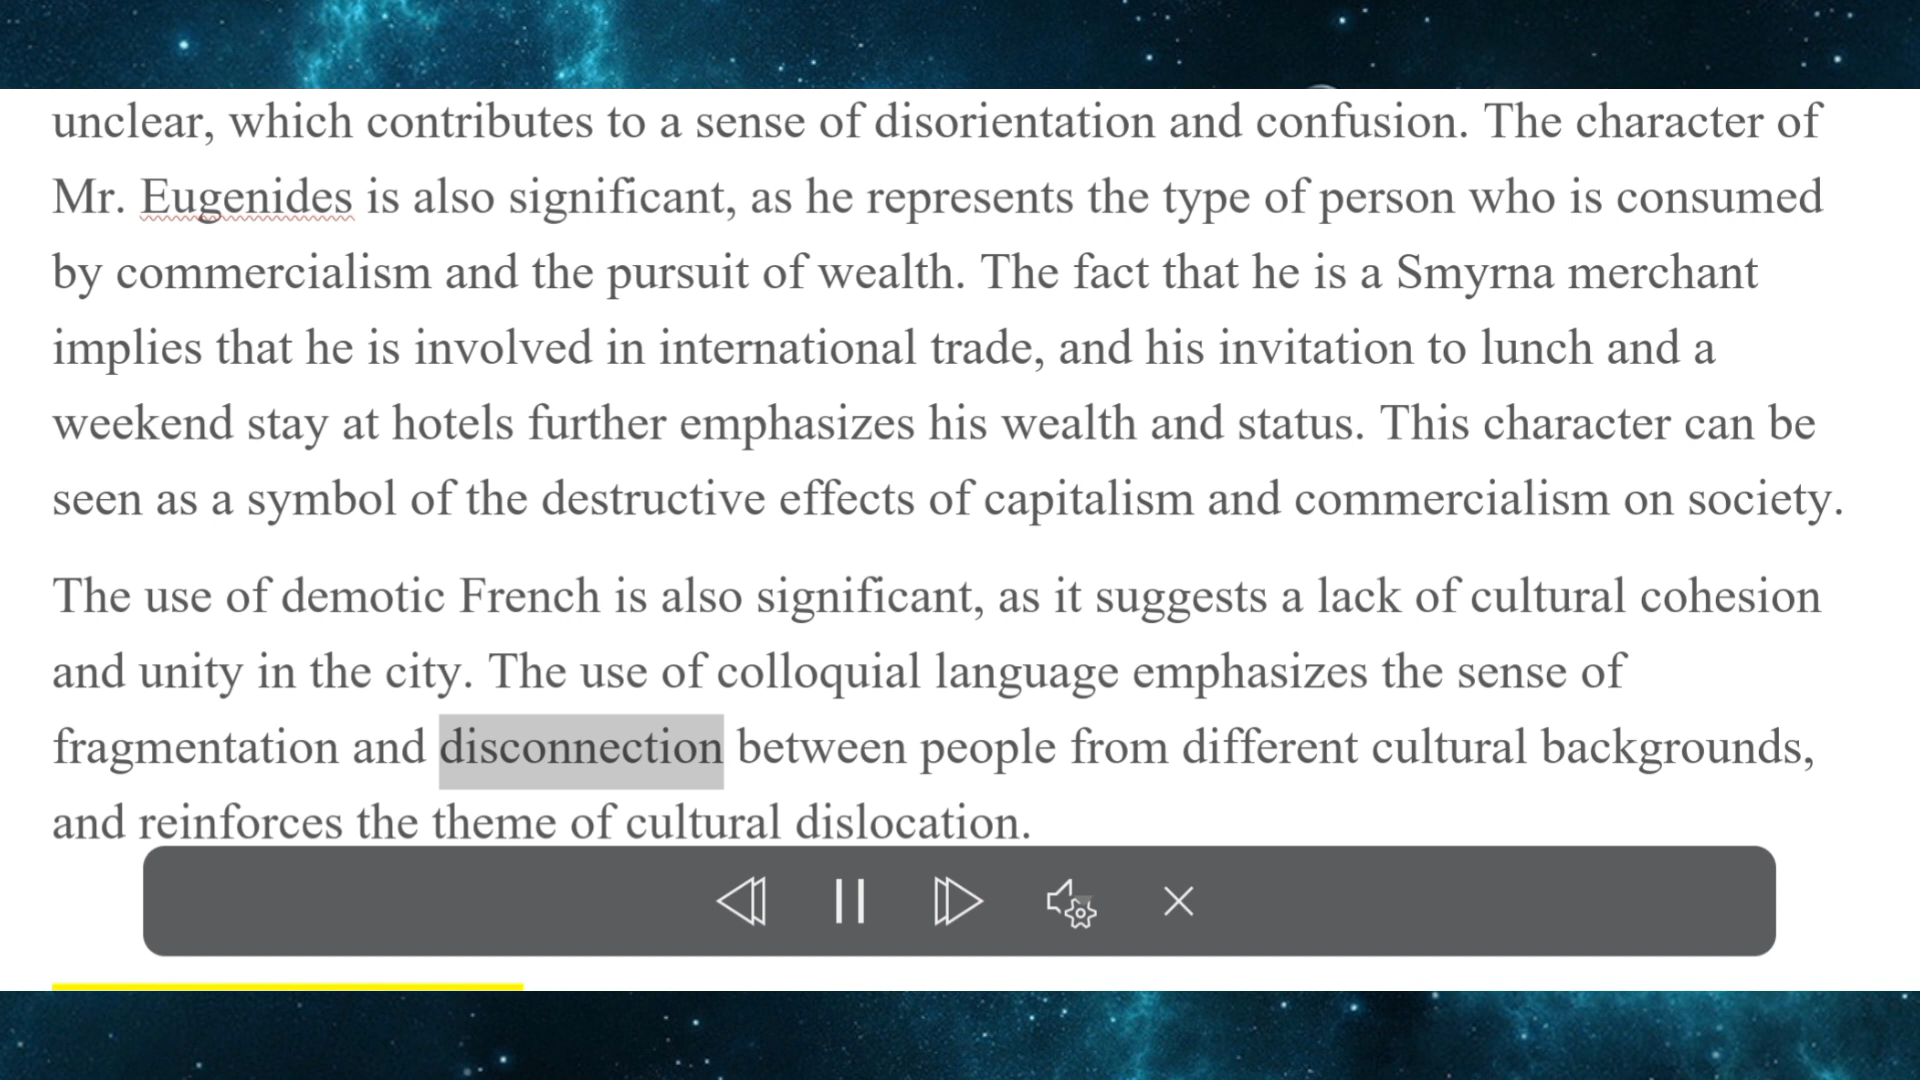 unclear, which contributes to a sense of disorientation and confusion. The character of
Mr. Eugenides is also significant, as he represents the type of person who is consumed
by commercialism and the pursuit of wealth. The fact that he is a Smyrna merchant
implies that he is involved in international trade, and his invitation to lunch and a
weekend stay at hotels further emphasizes his wealth and status. This character can be
seen as a symbol of the destructive effects of capitalism and commercialism on society.
The use of demotic French is also significant, as it suggests a lack of cultural cohesion
and unity in the city. The use of colloquial language emphasizes the sense of
fragmentation and disconnection between people from different cultural backgrounds,
and reinforces the theme of cultural dislocation.